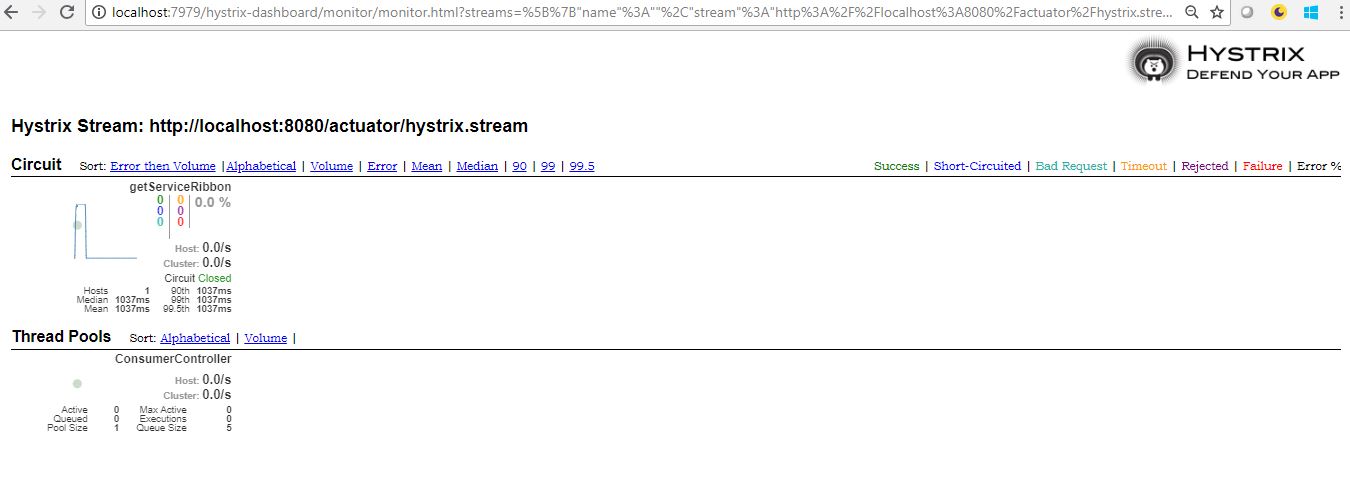 localhost:7979/hystrix-dashboard/monitor/monitor.html?streams=%5B%7B"name"%3A""%2C"stream"%3A"http%3A%2F%2Flocalhost%3A8080%2Factuator%2Fhystrix.stre...
HYSTRIX
DEFEND YOUR APP
Hystrix Stream: http://localhost:8080/actuator/hystrix.stream
Circuit Sort: Error then Volume | Alphabetical | Volume | Error | Mean | Median | 90 | 99 | 99.5 Success | Short-Circuited | Bad Request | Timeout | Rejected | Failure | Error %
getServiceRibbon
0 0 0.0 %
0 0
0 0
Host: 0.0/s
Cluster: 0.0/s
Circuit Closed
Hosts 1 90th 1037ms
Median 1037ms 99th 1037ms
Mean 1037ms 99.5th 1037ms
Thread Pools Sort: Alphabetical | Volume |
ConsumerController
Host: 0.0/s
Cluster: 0.0/s
Active 0 Max Active 0
Queued 0 Executions 0
Pool Size 1 Queue Size 5